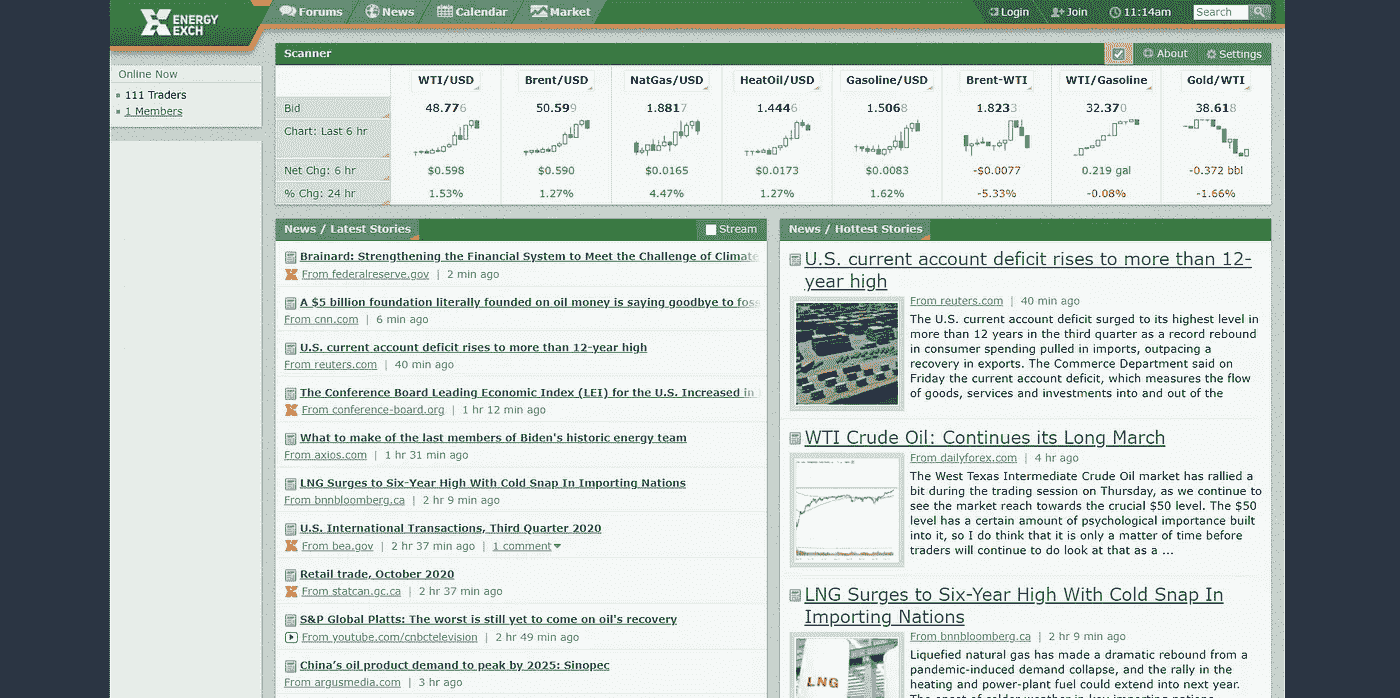 ENERGY
EXCH
Forums
News
Calendar
Market
Login
Join
11:14am
Search
Online Now
111 Traders
1 Members
Scanner
About
Settings
WTI/USD Brent/USD NatGas/USD HeatOil/USD Gasoline/USD Brent-WTI WTI/Gasoline Gold/WTI
Bid 48.776 50.599 1.8817 1.4446 1.5068 1.8233 32.370 38.618
Chart: Last 6 hr
Net Chg: 6 hr $0.598 $0.590 $0.0165 $0.0173 $0.0083 -$0.0077 0.219 gal -0.372 bbl
% Chg: 24 hr 1.53% 1.27% 4.47% 1.27% 1.62% -5.33% -0.08% -1.66%
News / Latest Stories
Stream
Brainard: Strengthening the Financial System to Meet the Challenge of Climate
From federalreserve.gov | 2 min ago
A $5 billion foundation literally founded on oil money is saying goodbye to foss
From cnn.com | 6 min ago
U.S. current account deficit rises to more than 12-year high
From reuters.com | 40 min ago
The Conference Board Leading Economic Index (LEI) for the U.S. Increased in
From conference-board.org | 1 hr 12 min ago
What to make of the last members of Biden's historic energy team
From axios.com | 1 hr 31 min ago
LNG Surges to Six-Year High With Cold Snap In Importing Nations
From bnnbloomberg.ca | 2 hr 9 min ago
U.S. International Transactions, Third Quarter 2020
From bea.gov | 2 hr 37 min ago | 1 comment
Retail trade, October 2020
From statcan.gc.ca | 2 hr 37 min ago
S&P Global Platts: The worst is still yet to come on oil's recovery
From youtube.com/cnbctelevision | 2 hr 49 min ago
China's oil product demand to peak by 2025: Sinopec
From argusmedia.com | 3 hr ago
News / Hottest Stories
U.S. current account deficit rises to more than 12-
year high
From reuters.com | 40 min ago
The U.S. current account deficit surged to its highest level in
more than 12 years in the third quarter as a record rebound
in consumer spending pulled in imports, outpacing a
recovery in exports. The Commerce Department said on
Friday the current account deficit, which measures the flow
of goods, services and investments into and out of the
WTI Crude Oil: Continues its Long March
From dailyforex.com | 4 hr ago
The West Texas Intermediate Crude Oil market has rallied a
bit during the trading session on Thursday, as we continue to
see the market reach towards the crucial $50 level. The $50
level has a certain amount of psychological importance built
into it, so I do think that it is only a matter of time before
traders will continue to do look at that as a ...
LNG Surges to Six-Year High With Cold Snap In
Importing Nations
From bnnbloomberg.ca | 2 hr 9 min ago
LNG
Liquefied natural gas has made a dramatic rebound from a
pandemic-induced demand collapse, and the rally in the
heating and power-plant fuel could extend into next year.